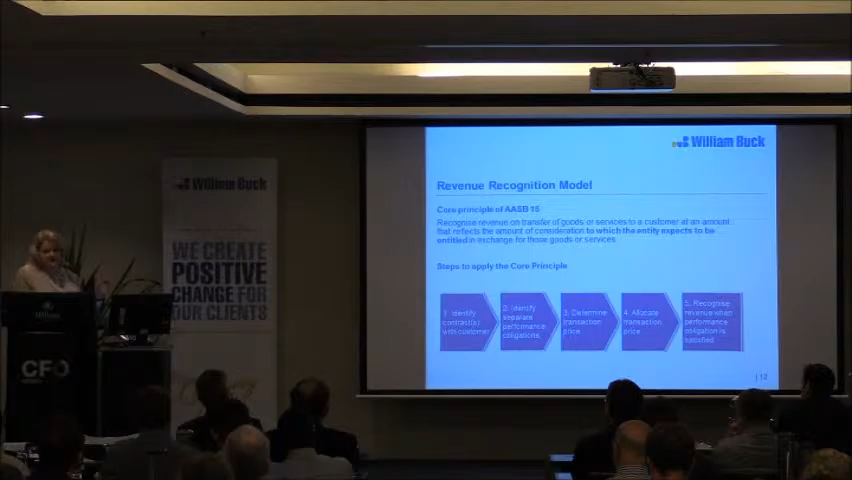 William Buck
Revenue Recognition Model
Core principle of AASB 15
Recognise revenue on transfer of goods or services to a customer at an amount
that reflects the amount of consideration to which the entity expects to be
entitled in exchange for those goods or services
Steps to apply the Core Principle
1. Identify
contract(s)
with customer
2. Identify
separate
performance
obligations
3. Determine
transaction
price
4. Allocate
transaction
price
5. Recognise
revenue when
performance
obligation is
satisfied
| 12
William Buck
WE CREATE
POSITIVE
CHANGE FOR
OUR CLIENTS
Hilton
CFO